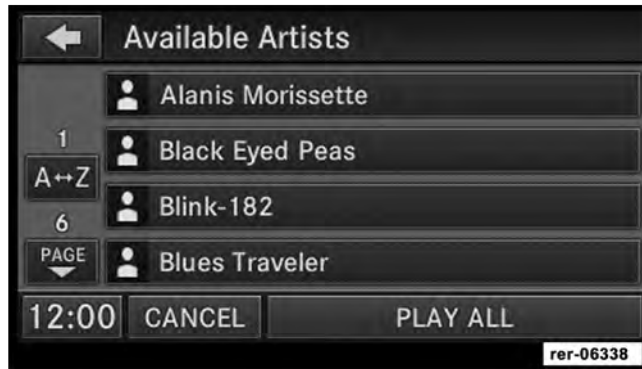 Available Artists
Alanis Morissette
1
Black Eyed Peas
A↔Z
Blink-182
6
PAGE
Blues Traveler
12:00 CANCEL PLAY ALL
rer-06338